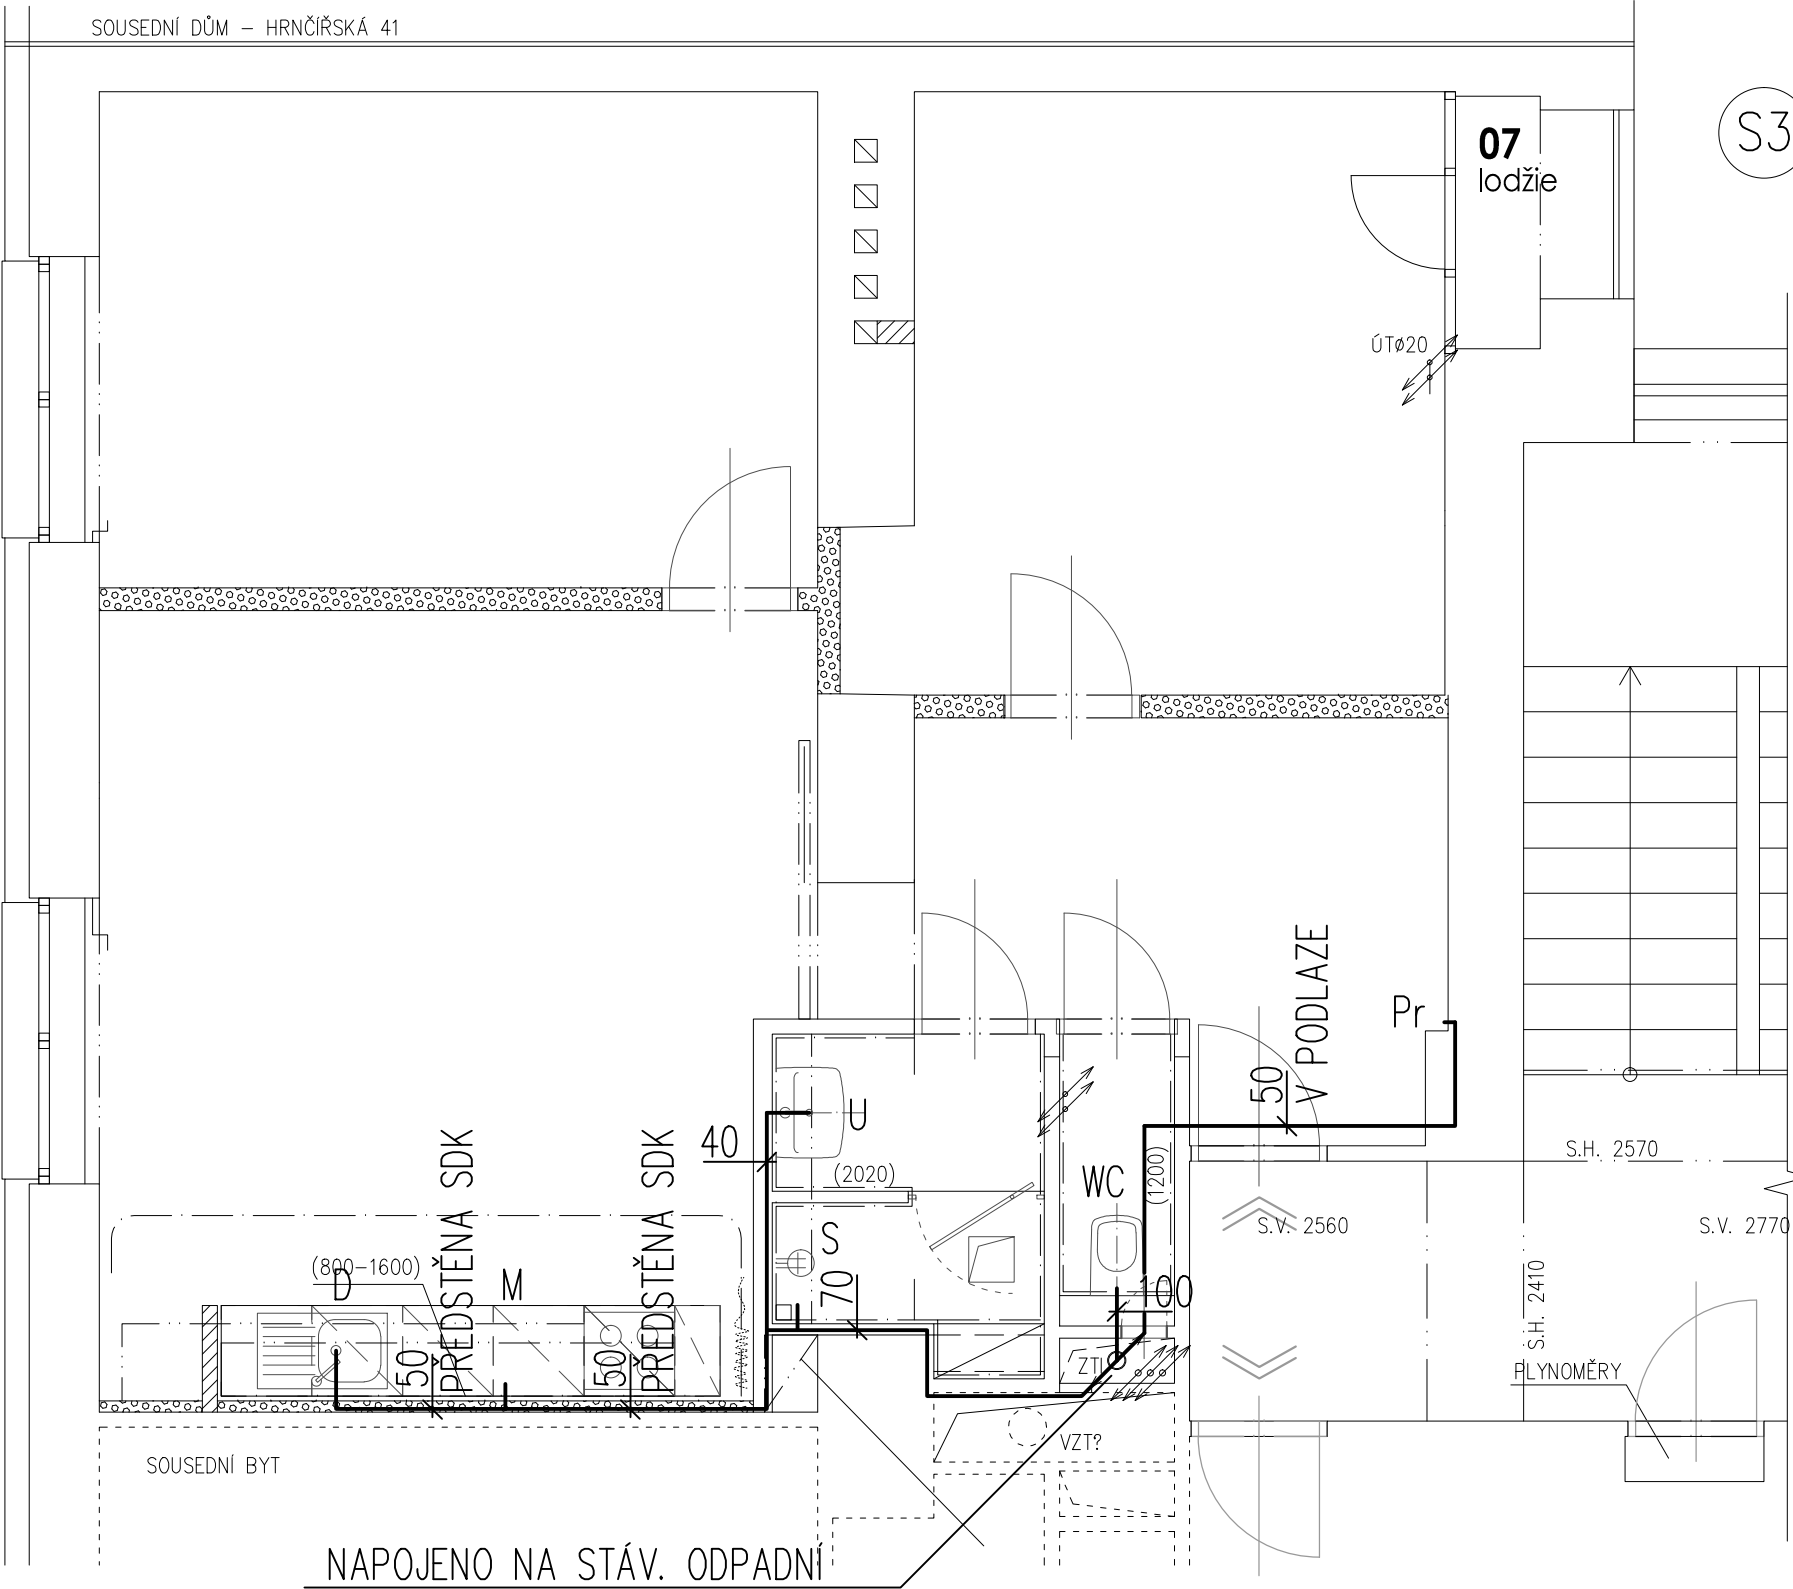 SOUSEDNÍ DŮM – HRNČÍŘSKÁ 41
S3
07
lodžie
ÚTø20
V PODLAZE
Pr
50
U
40
(2020)
WC
(1200)
PŘEDSTĚNA SDK
PŘEDSTĚNA SDK
S
70
100
S.H. 2570
S.V. 2560
S.V. 2770
S.H. 2410
(800–1600)
D
M
50
50
ZTI
PLYNOMĚRY
VZT?
SOUSEDNÍ BYT
NAPOJENO NA STÁV. ODPADNÍ